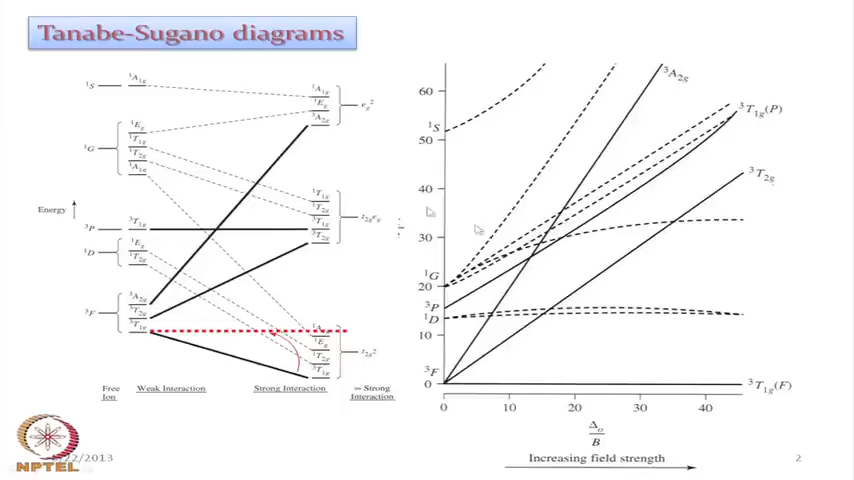 Tanabe-Sugano diagrams
¹S
¹A₁g
¹Eg
¹T₁g
¹G
¹T₂g
¹A₁g
Energy
³P
³T₁g
¹Eg
¹D
¹T₂g
³A₂g
³F
³T₂g
³T₁g
¹A₁g
¹Eg
eg²
³A₂g
¹T₁g
¹T₂g
t₂geg
³T₁g
³T₂g
¹A₁g
¹Eg
t₂g²
¹T₂g
³T₁g
Free Ion
Weak Interaction
Strong Interaction
∞ Strong Interaction
60
50
40
30
20
10
0
¹S
¹G
³P
¹D
³F
³A₂g
³T₁g(P)
³T₂g
³T₁g(F)
0 10 20 30 40
Δo
B
Increasing field strength
NPTEL
/22/2013
2